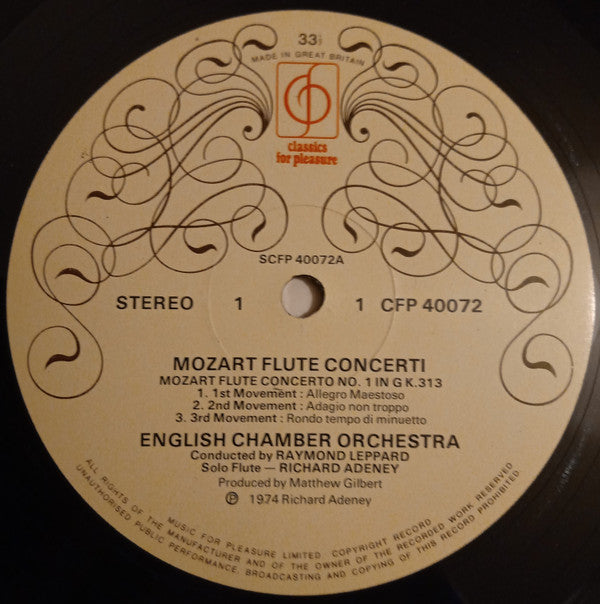 33⅓
MADE IN GREAT BRITAIN
classics
for pleasure
SCFP 40072A
STEREO 1 1 CFP 40072
MOZART FLUTE CONCERTI
MOZART FLUTE CONCERTO NO. 1 IN G K.313
1. 1st Movement : Allegro Maestoso
2. 2nd Movement : Adagio non troppo
3. 3rd Movement : Rondo tempo di minuetto
ENGLISH CHAMBER ORCHESTRA
Conducted by RAYMOND LEPPARD
Solo Flute — RICHARD ADENEY
Produced by Matthew Gilbert
℗ 1974 Richard Adeney
MUSIC FOR PLEASURE LIMITED. COPYRIGHT RECORD
ALL RIGHTS OF THE MANUFACTURER AND OF THE OWNER OF THE RECORDED WORK RESERVED
UNAUTHORISED PUBLIC PERFORMANCE, BROADCASTING AND COPYING OF THIS RECORD PROHIBITED.